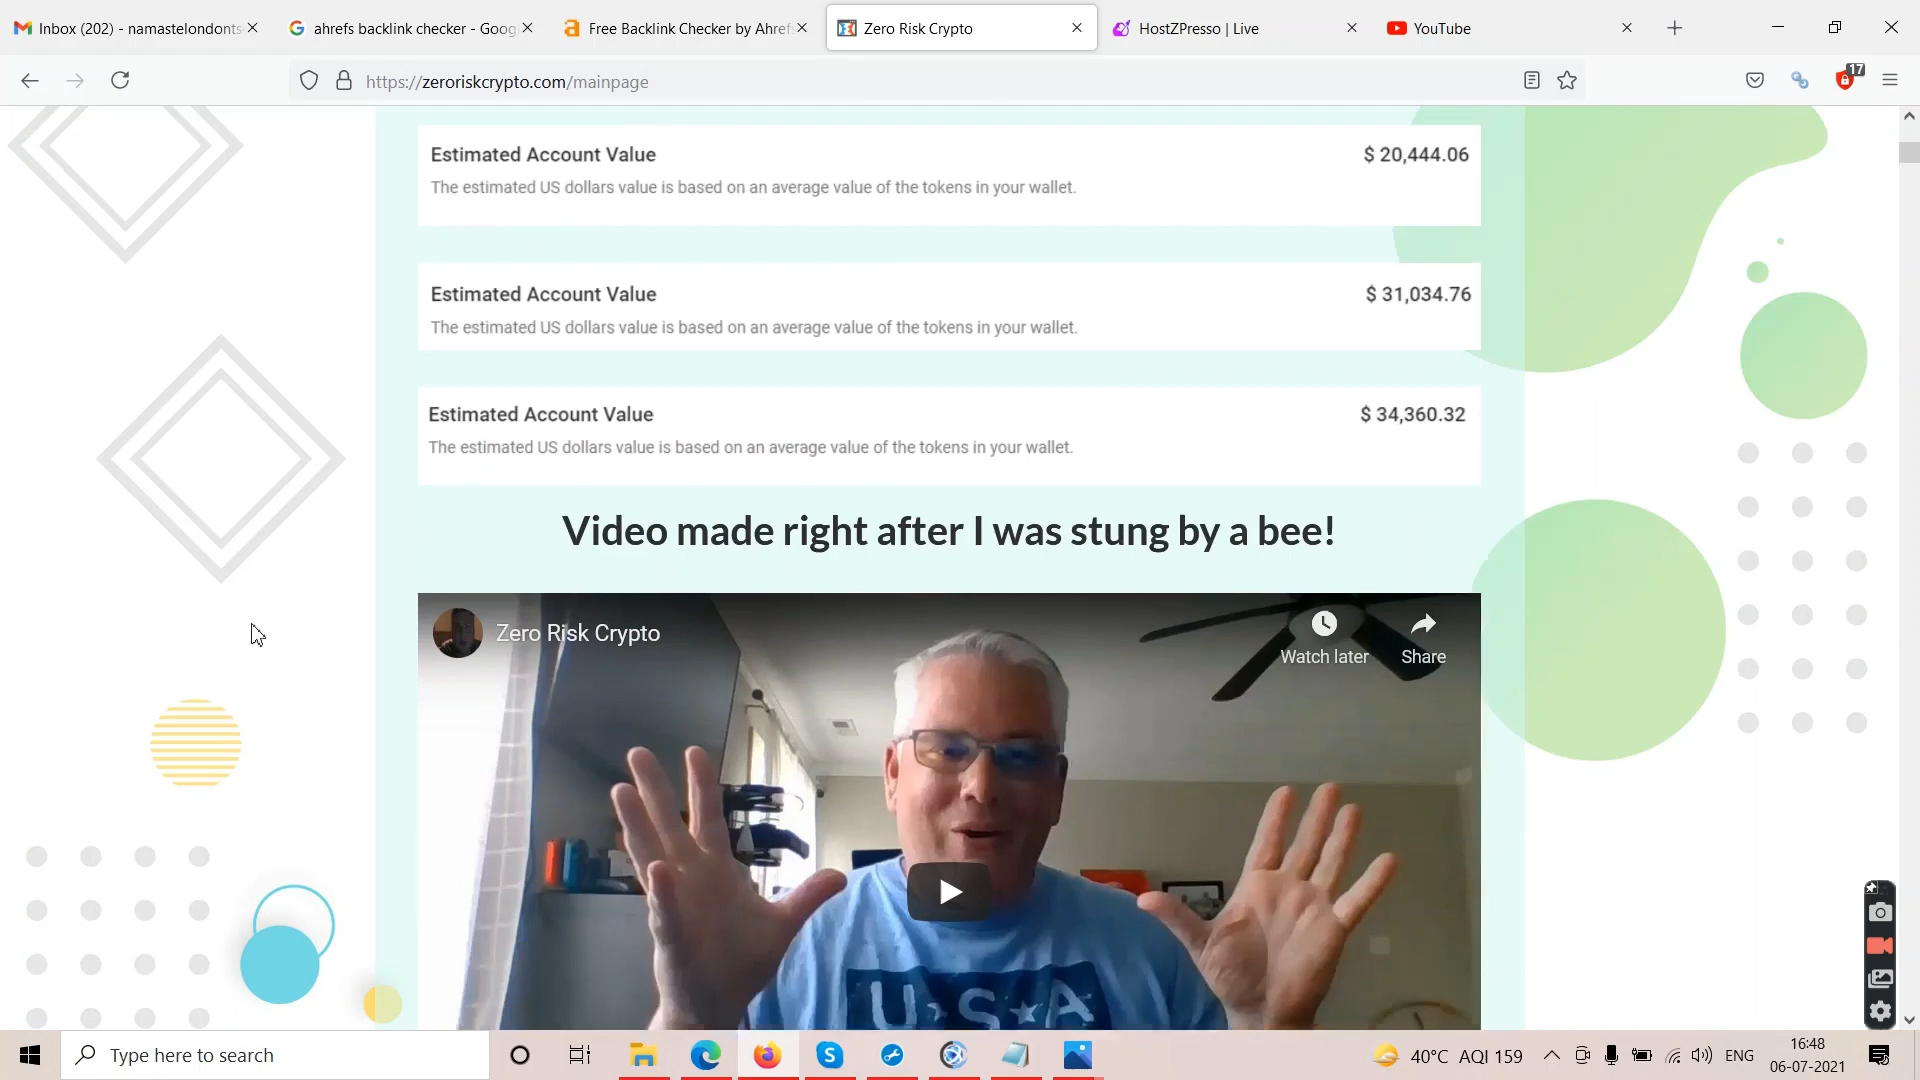 Inbox (202) - namastelondonts
ahrefs backlink checker - Goog
Free Backlink Checker by Ahrefs
Zero Risk Crypto
HostZPresso | Live
YouTube
https://zeroriskcrypto.com/mainpage
17
Estimated Account Value $ 20,444.06
The estimated US dollars value is based on an average value of the tokens in your wallet.
Estimated Account Value $ 31,034.76
The estimated US dollars value is based on an average value of the tokens in your wallet.
Estimated Account Value $ 34,360.32
The estimated US dollars value is based on an average value of the tokens in your wallet.
Video made right after I was stung by a bee!
Zero Risk Crypto
Watch later
Share
U★S★A
Type here to search
40°C AQI 159
ENG
16:48
06-07-2021